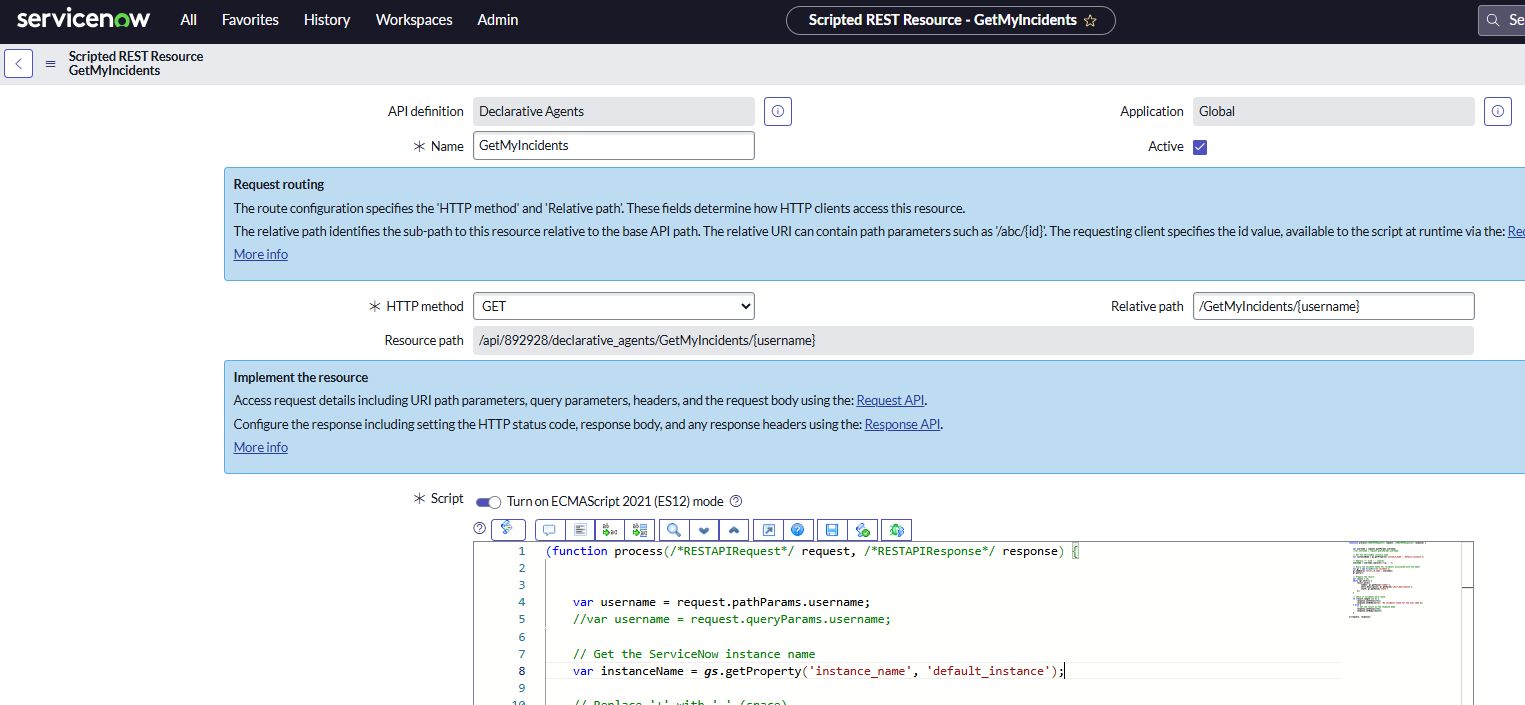 servicenow All Favorites History Workspaces Admin Scripted REST Resource - GetMyIncidents Se
Scripted REST Resource
GetMyIncidents
API definition Declarative Agents Application Global
Name GetMyIncidents Active
Request routing
The route configuration specifies the 'HTTP method' and 'Relative path'. These fields determine how HTTP clients access this resource.
The relative path identifies the sub-path to this resource relative to the base API path. The relative URI can contain path parameters such as '/abc/{id}'. The requesting client specifies the id value, available to the script at runtime via the: Req
More info
HTTP method GET Relative path /GetMyIncidents/{username}
Resource path /api/892928/declarative_agents/GetMyIncidents/{username}
Implement the resource
Access request details including URI path parameters, query parameters, headers, and the request body using the: Request API.
Configure the response including setting the HTTP status code, response body, and any response headers using the: Response API.
More info
Script Turn on ECMAScript 2021 (ES12) mode
1 (function process(/*RESTAPIRequest*/ request, /*RESTAPIResponse*/ response) {
2
3
4 var username = request.pathParams.username;
5 //var username = request.queryParams.username;
6
7 // Get the ServiceNow instance name
8 var instanceName = gs.getProperty('instance_name', 'default_instance');
9
10 // Replace '+' with ' ' (space)